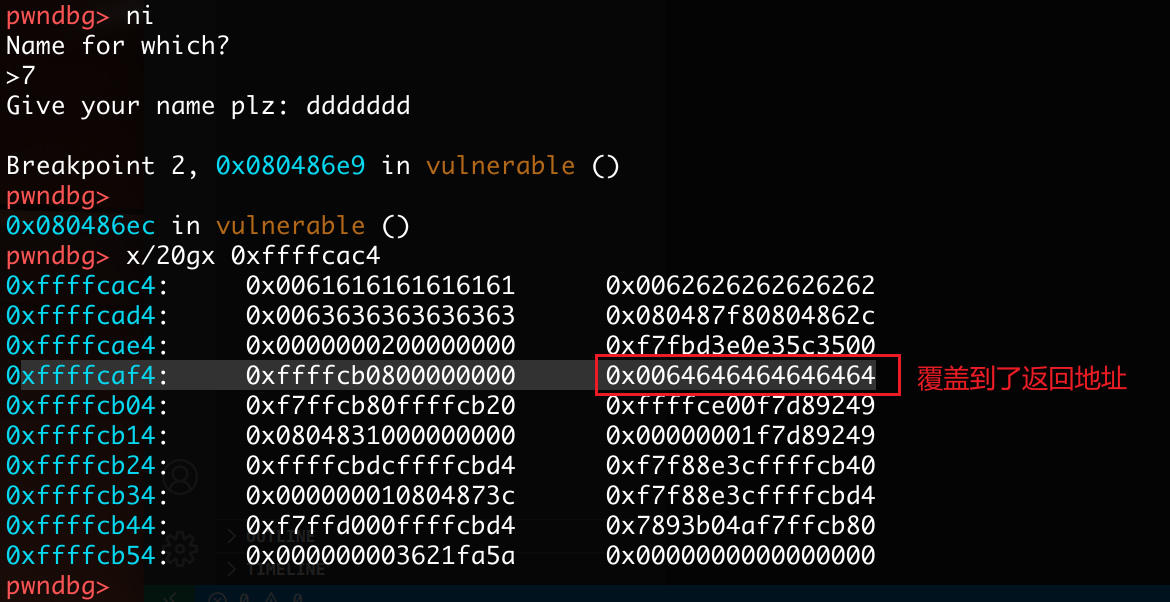 pwndbg> ni
Name for which?
>7
Give your name plz: ddddddd
Breakpoint 2, 0x080486e9 in vulnerable ()
pwndbg>
0x080486ec in vulnerable ()
pwndbg> x/20gx 0xffffcac4
0xffffcac4: 0x0061616161616161 0x0062626262626262
0xffffcad4: 0x0063636363636363 0x080487f80804862c
0xffffcae4: 0x0000000200000000 0xf7fbd3e0e35c3500
0xffffcaf4: 0xffffcb0800000000 0x0064646464646464 覆盖到了返回地址
0xffffcb04: 0xf7ffcb80ffffcb20 0xffffce00f7d89249
0xffffcb14: 0x0804831000000000 0x00000001f7d89249
0xffffcb24: 0xffffcbdcffffcbd4 0xf7f88e3cffffcb40
0xffffcb34: 0x000000010804873c 0xf7f88e3cffffcbd4
0xffffcb44: 0xf7ffd000ffffcbd4 0x7893b04af7ffcb80
OUTLINE
0xffffcb54: 0x000000003621fa5a 0x0000000000000000
TIMELINE
pwndbg>